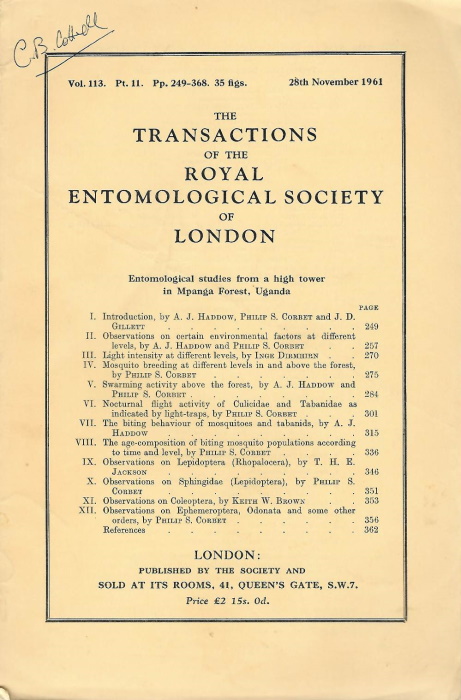 C.B. Cottrell
Vol. 113. Pt. 11. Pp. 249-368. 35 figs. 28th November 1961
THE
TRANSACTIONS
OF THE
ROYAL
ENTOMOLOGICAL SOCIETY
OF
LONDON
Entomological studies from a high tower
in Mpanga Forest, Uganda
PAGE
I. Introduction, by A. J. HADDOW, PHILIP S. CORBET and J. D.
GILLETT . . . . . . . . 249
II. Observations on certain environmental factors at different
levels, by A. J. HADDOW and PHILIP S. CORBET . . . 257
III. Light intensity at different levels, by INGE DIRMHIRN . . 270
IV. Mosquito breeding at different levels in and above the forest,
by PHILIP S. CORBET . . . . . . 275
V. Swarming activity above the forest, by A. J. HADDOW and
PHILIP S. CORBET . . . . . . . 284
VI. Nocturnal flight activity of Culicidae and Tabanidae as
indicated by light-traps, by PHILIP S. CORBET . . . 301
VII. The biting behaviour of mosquitoes and tabanids, by A. J.
HADDOW . . . . . . . . 315
VIII. The age-composition of biting mosquito populations according
to time and level, by PHILIP S. CORBET . . . . 336
IX. Observations on Lepidoptera (Rhopalocera), by T. H. E.
JACKSON . . . . . . . . 346
X. Observations on Sphingidae (Lepidoptera), by PHILIP S.
CORBET . . . . . . . . 351
XI. Observations on Coleoptera, by KEITH W. BROWN . . 353
XII. Observations on Ephemeroptera, Odonata and some other
orders, by PHILIP S. CORBET . . . . . 356
References . . . . . . . . 362
LONDON:
PUBLISHED BY THE SOCIETY AND
SOLD AT ITS ROOMS, 41, QUEEN'S GATE, S.W.7.
Price £2 15s. 0d.